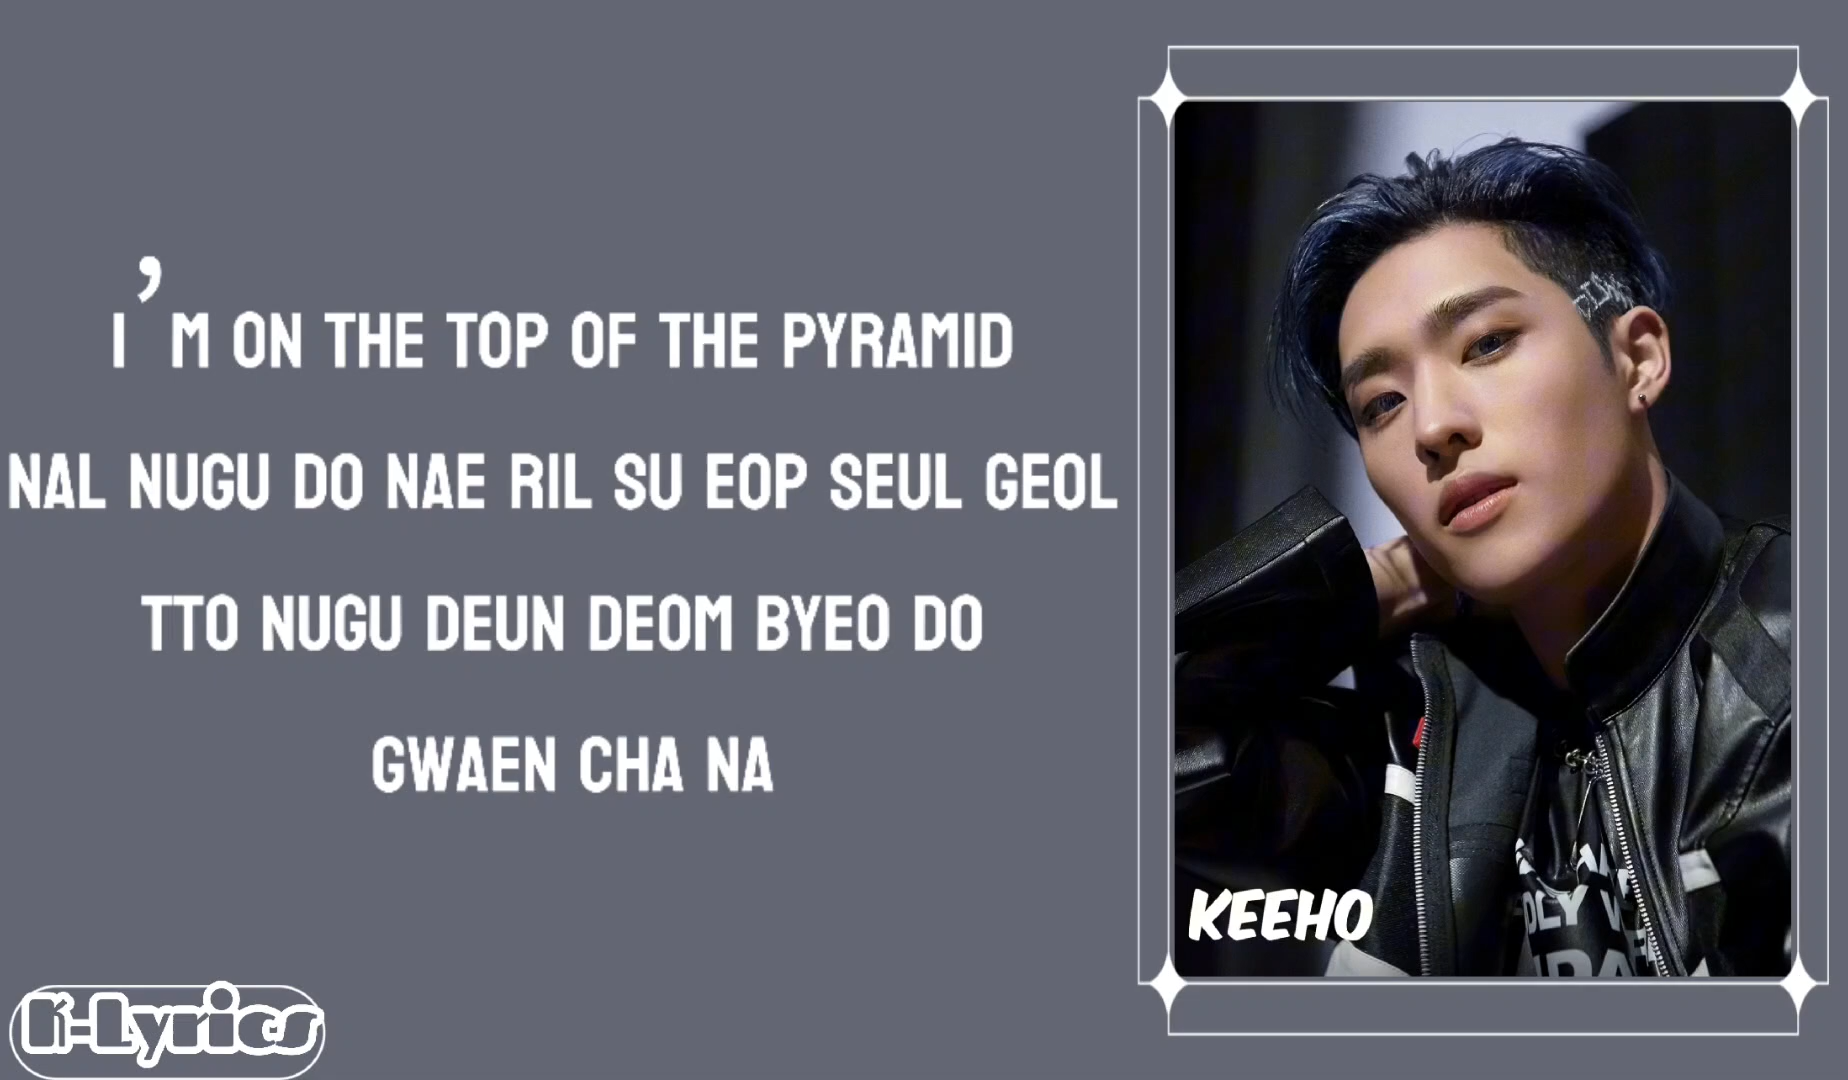 I'M ON THE TOP OF THE PYRAMID
NAL NUGU DO NAE RIL SU EOP SEUL GEOL
TTO NUGU DEUN DEOM BYEO DO
GWAEN CHA NA
KEEHO
K-Lyrics